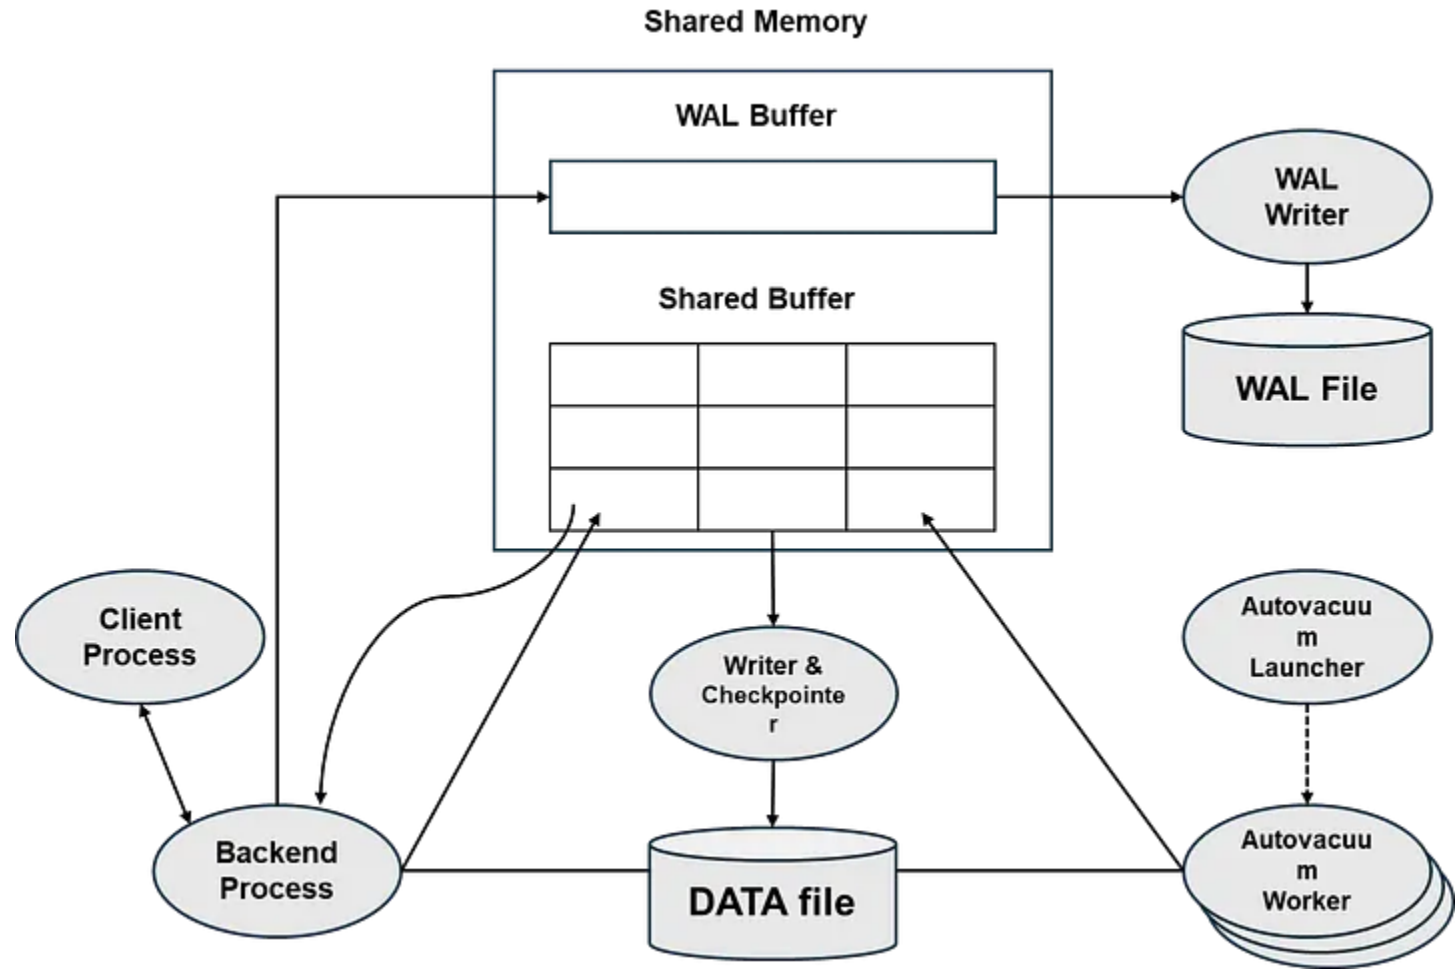 Shared Memory
WAL Buffer
WAL
Writer
Shared Buffer
WAL File
Client
Process
Autovacuu
m
Launcher
Writer &
Checkpointe
r
Backend
Process
DATA file
Autovacuu
m
Worker